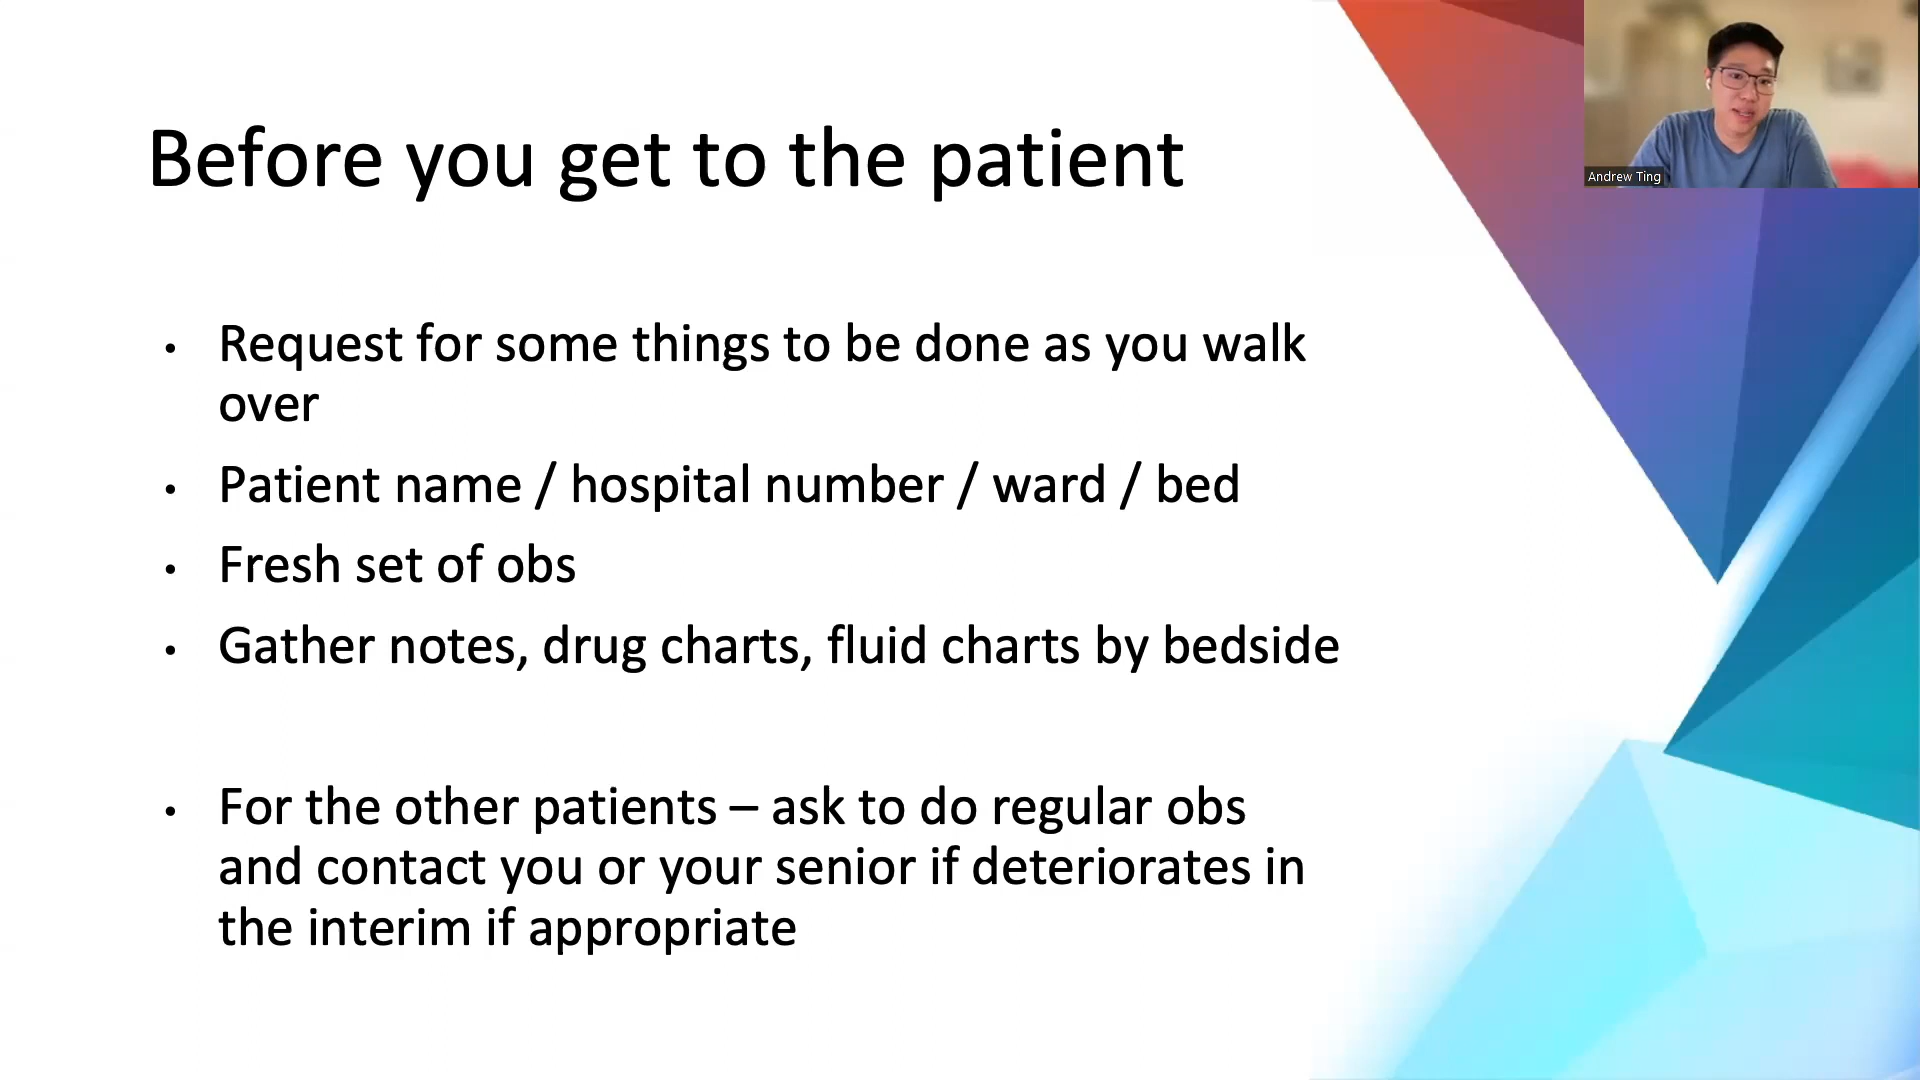 Before you get to the patient
• Request for some things to be done as you walk
over
• Patient name / hospital number / ward / bed
• Fresh set of obs
• Gather notes, drug charts, fluid charts by bedside
• For the other patients – ask to do regular obs
and contact you or your senior if deteriorates in
the interim if appropriate
Andrew Ting